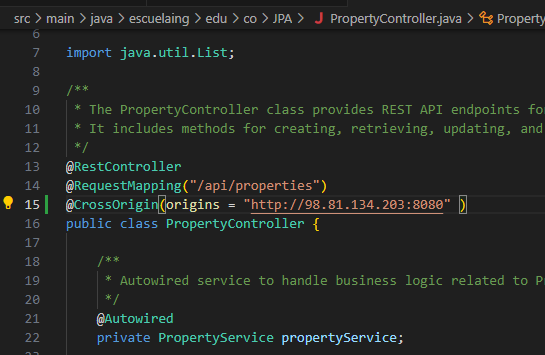 src > main > java > escuelaing > edu > co > JPA > J PropertyController.java > Property
6
7 import java.util.List;
8
9 /**
10 * The PropertyController class provides REST API endpoints fo
11 * It includes methods for creating, retrieving, updating, and
12 */
13 @RestController
14 @RequestMapping("/api/properties")
15 @CrossOrigin(origins = "http://98.81.134.203:8080" )
16 public class PropertyController {
17
18 /**
19 * Autowired service to handle business logic related to P
20 */
21 @Autowired
22 private PropertyService propertyService;